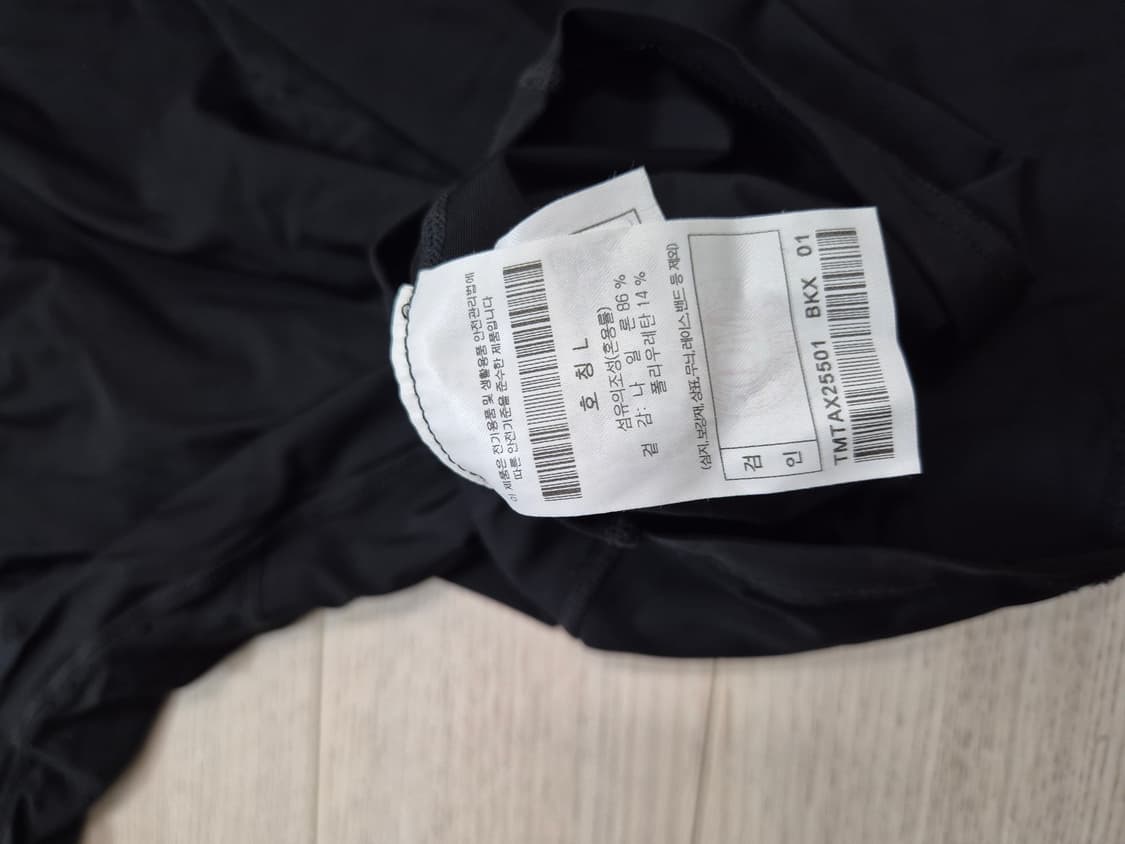 이 제품은 전기용품 및 생활용품 안전관리법에
따른 안전기준을 준수한 제품입니다
호 칭 L
섬유의조성(혼용률)
겉 감: 나 일 론 86 %
폴리우레탄 14 %
(심지,보강재,상표,무늬,레이스,밴드 등 제외)
검
인
TMTAX25501 BKX 01